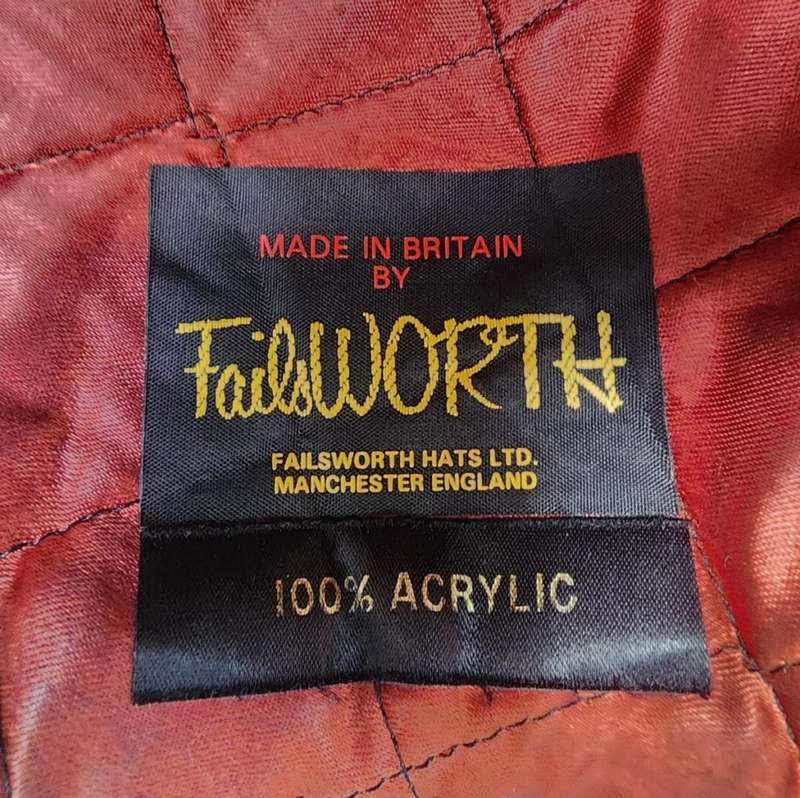 MADE IN BRITAIN
BY
FailsWORTH
FAILSWORTH HATS LTD.
MANCHESTER ENGLAND
100% ACRYLIC